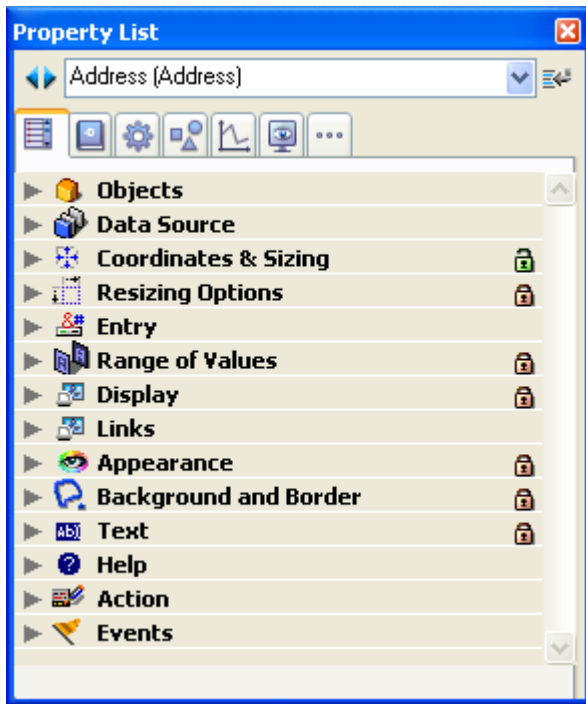 Property List
Address (Address)
Objects
Data Source
Coordinates & Sizing
Resizing Options
Entry
Range of Values
Display
Links
Appearance
Background and Border
Text
Help
Action
Events